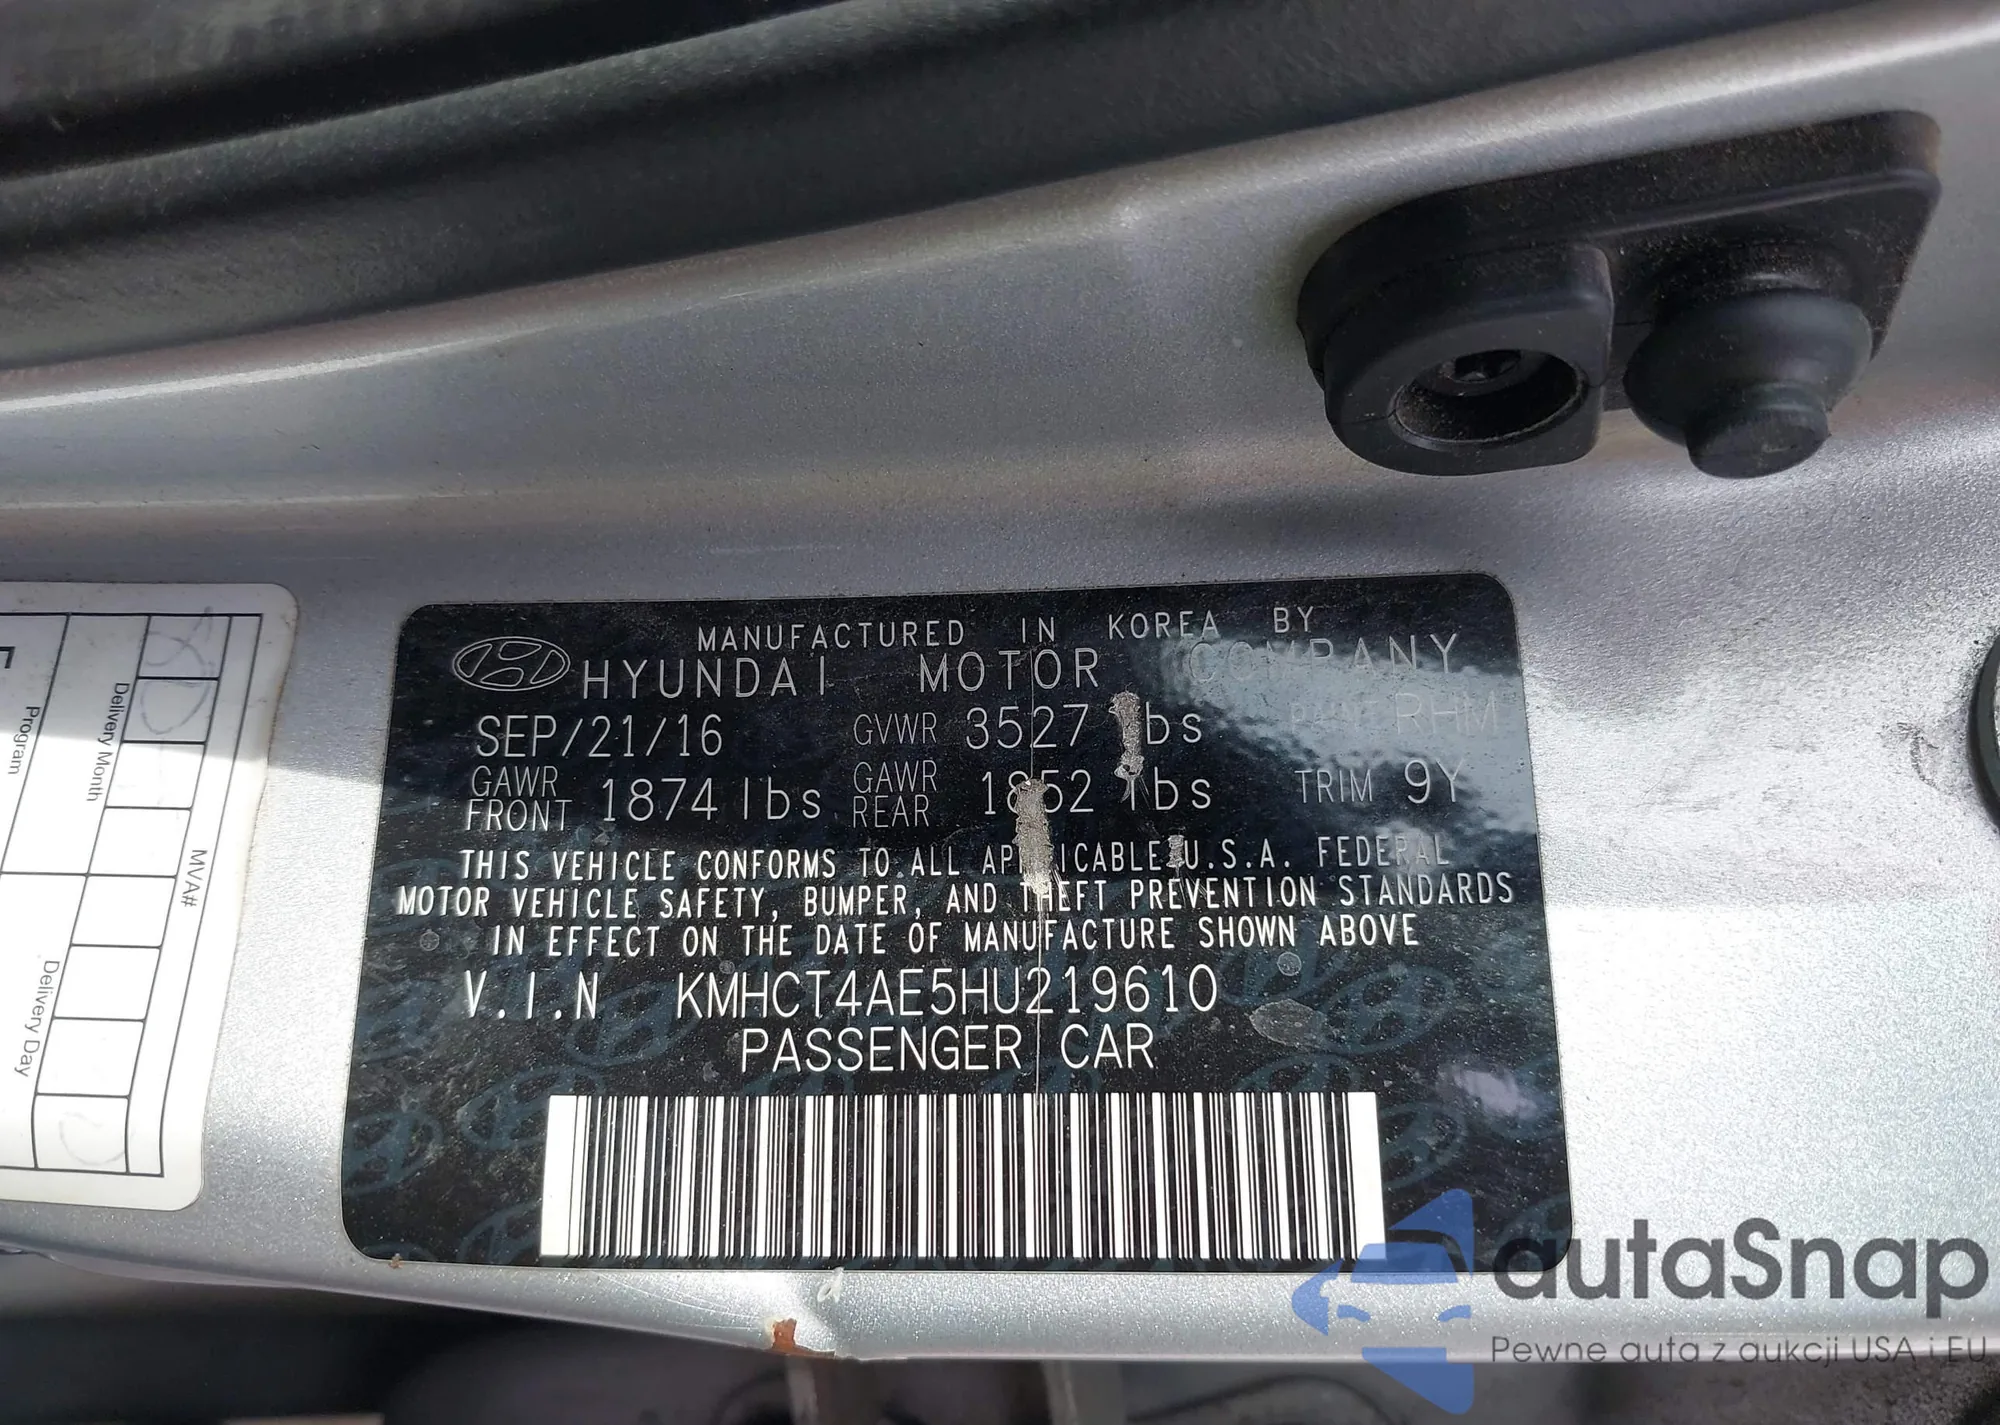 MANUFACTURED IN KOREA BY
HYUNDAI MOTOR COMPANY
SEP/21/16 GVWR 3527 lbs PAINT RHM
GAWR FRONT 1874 lbs GAWR REAR 1852 lbs TRIM 9Y
THIS VEHICLE CONFORMS TO ALL APPLICABLE U.S.A. FEDERAL
MOTOR VEHICLE SAFETY, BUMPER, AND THEFT PREVENTION STANDARDS
IN EFFECT ON THE DATE OF MANUFACTURE SHOWN ABOVE
V.I.N KMHCT4AE5HU219610
PASSENGER CAR
MVA#
Delivery Month
Delivery Day
Program
autaSnap
Pewne auta z aukcji USA i EU